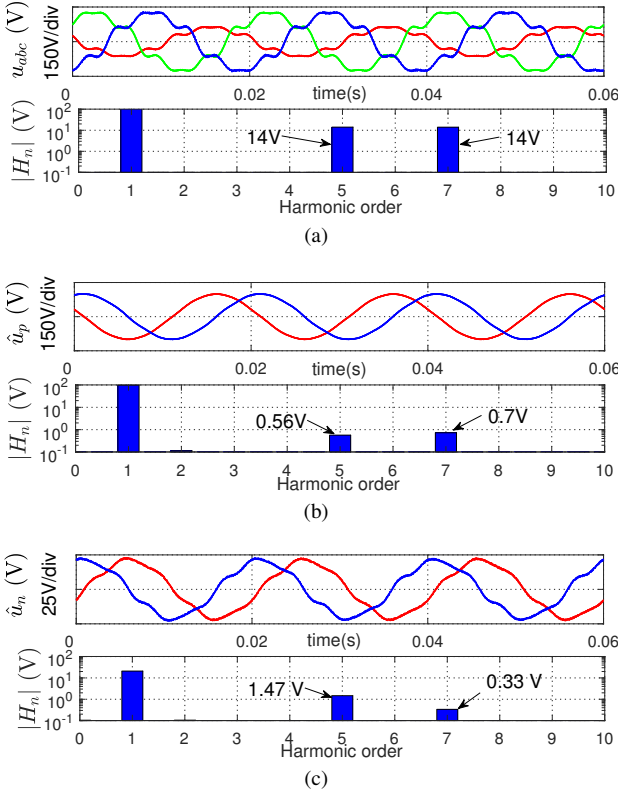 u_abc (V)
150V/div
0 0.02 0.04 0.06
time(s)
|H_n| (V)
10^2
10^1
10^0
10^-1
14V 14V
0 1 2 3 4 5 6 7 8 9 10
Harmonic order
(a)
û_p (V)
150V/div
0 0.02 0.04 0.06
time(s)
|H_n| (V)
10^2
10^1
10^0
10^-1
0.56V 0.7V
0 1 2 3 4 5 6 7 8 9 10
Harmonic order
(b)
û_n (V)
25V/div
0 0.02 0.04 0.06
time(s)
|H_n| (V)
10^2
10^1
10^0
10^-1
1.47 V 0.33 V
0 1 2 3 4 5 6 7 8 9 10
Harmonic order
(c)